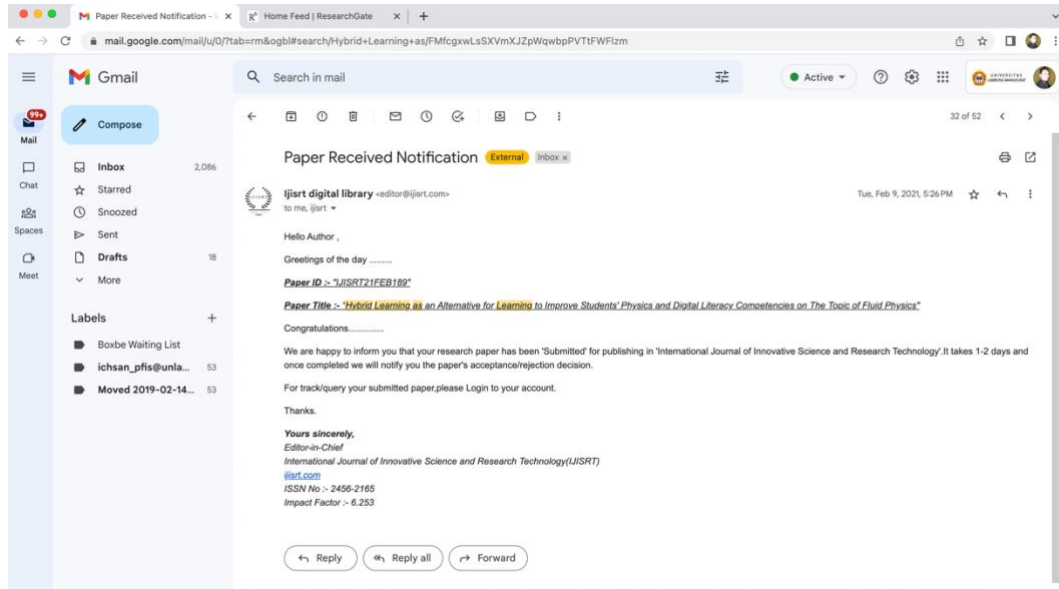 Paper Received Notification -
Home Feed | ResearchGate
mail.google.com/mail/u/0/?tab=rm&ogbl#search/Hybrid+Learning+as/FMfcgxwLsSXVmXJZpWqwbpPVTtFWFlzm
Gmail
Search in mail
Active
UNIVERSITAS
LAMBUNG MANGKURAT
99+
Mail
Chat
Spaces
Meet
Compose
Inbox 2,086
Starred
Snoozed
Sent
Drafts 18
More
Labels
Boxbe Waiting List
ichsan_pfis@unla... 53
Moved 2019-02-14... 53
32 of 52
Paper Received Notification External Inbox x
Ijisrt digital library <editor@ijisrt.com> Tue, Feb 9, 2021, 5:26 PM
to me, ijisrt
Hello Author ,
Greetings of the day .........
Paper ID :- "IJISRT21FEB189"
Paper Title :- "Hybrid Learning as an Alternative for Learning to Improve Students' Physics and Digital Literacy Competencies on The Topic of Fluid Physics"
Congratulations..............
We are happy to inform you that your research paper has been 'Submitted' for publishing in 'International Journal of Innovative Science and Research Technology'.It takes 1-2 days and
once completed we will notify you the paper's acceptance/rejection decision.
For track/query your submitted paper,please Login to your account.
Thanks.
Yours sincerely,
Editor-in-Chief
International Journal of Innovative Science and Research Technology(IJISRT)
ijisrt.com
ISSN No :- 2456-2165
Impact Factor :- 6.253
Reply
Reply all
Forward